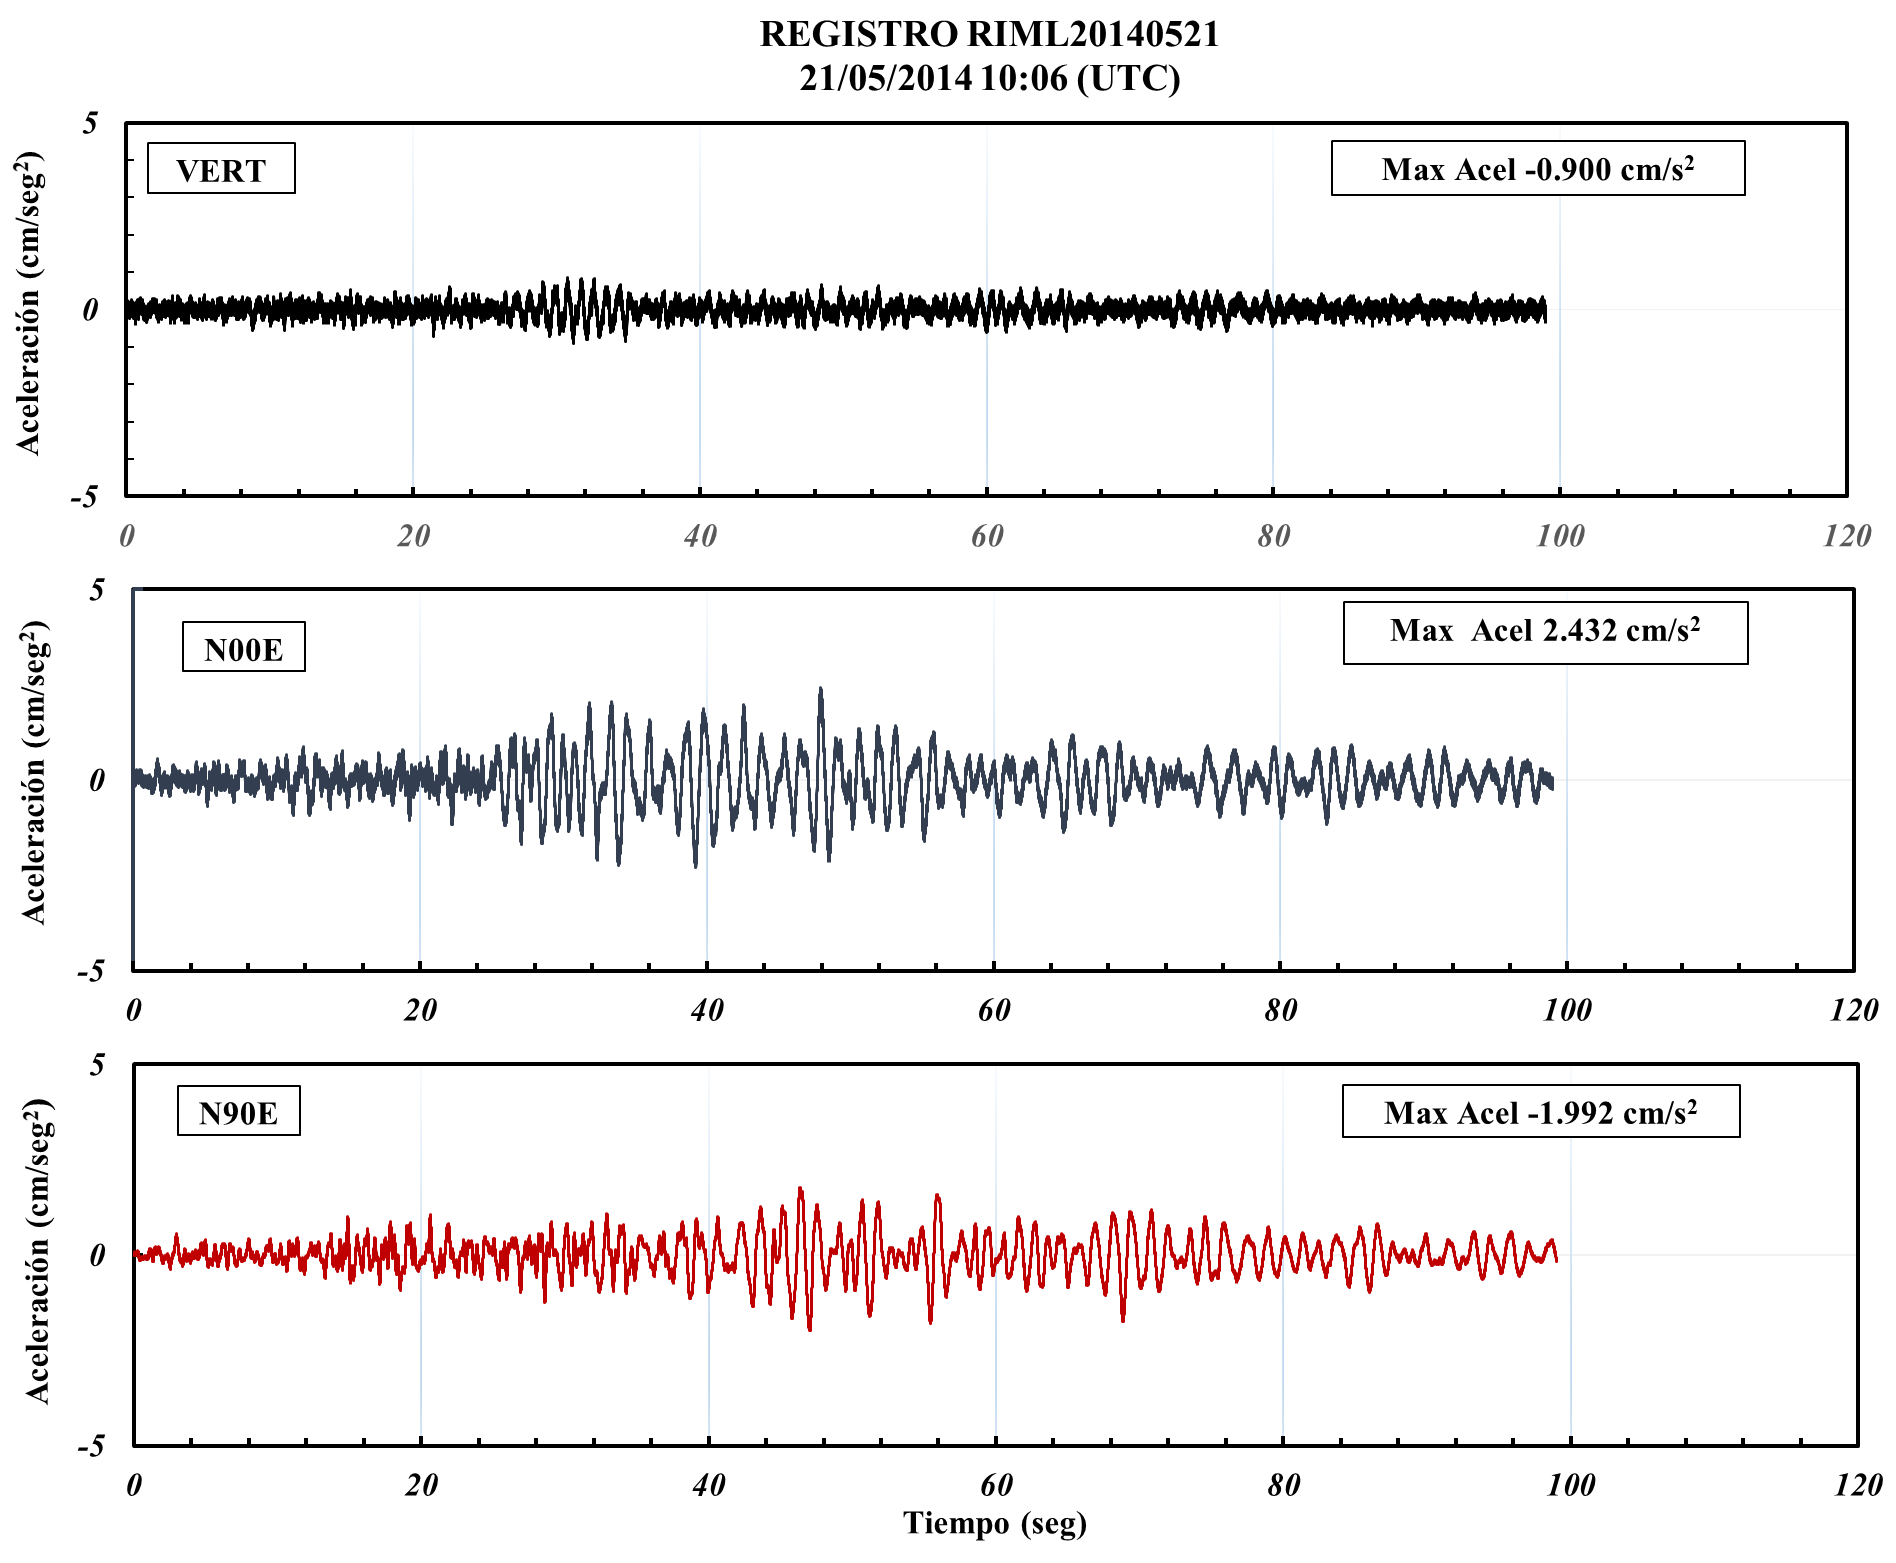 REGISTRO RIML20140521
21/05/2014 10:06 (UTC)
5
VERT
Max Acel -0.900 cm/s²
Aceleración (cm/seg²)
0
-5
0 20 40 60 80 100 120
5
N00E
Max  Acel 2.432 cm/s²
Aceleración (cm/seg²)
0
-5
0 20 40 60 80 100 120
5
N90E
Max Acel -1.992 cm/s²
Aceleración (cm/seg²)
0
-5
0 20 40 60 80 100 120
Tiempo (seg)